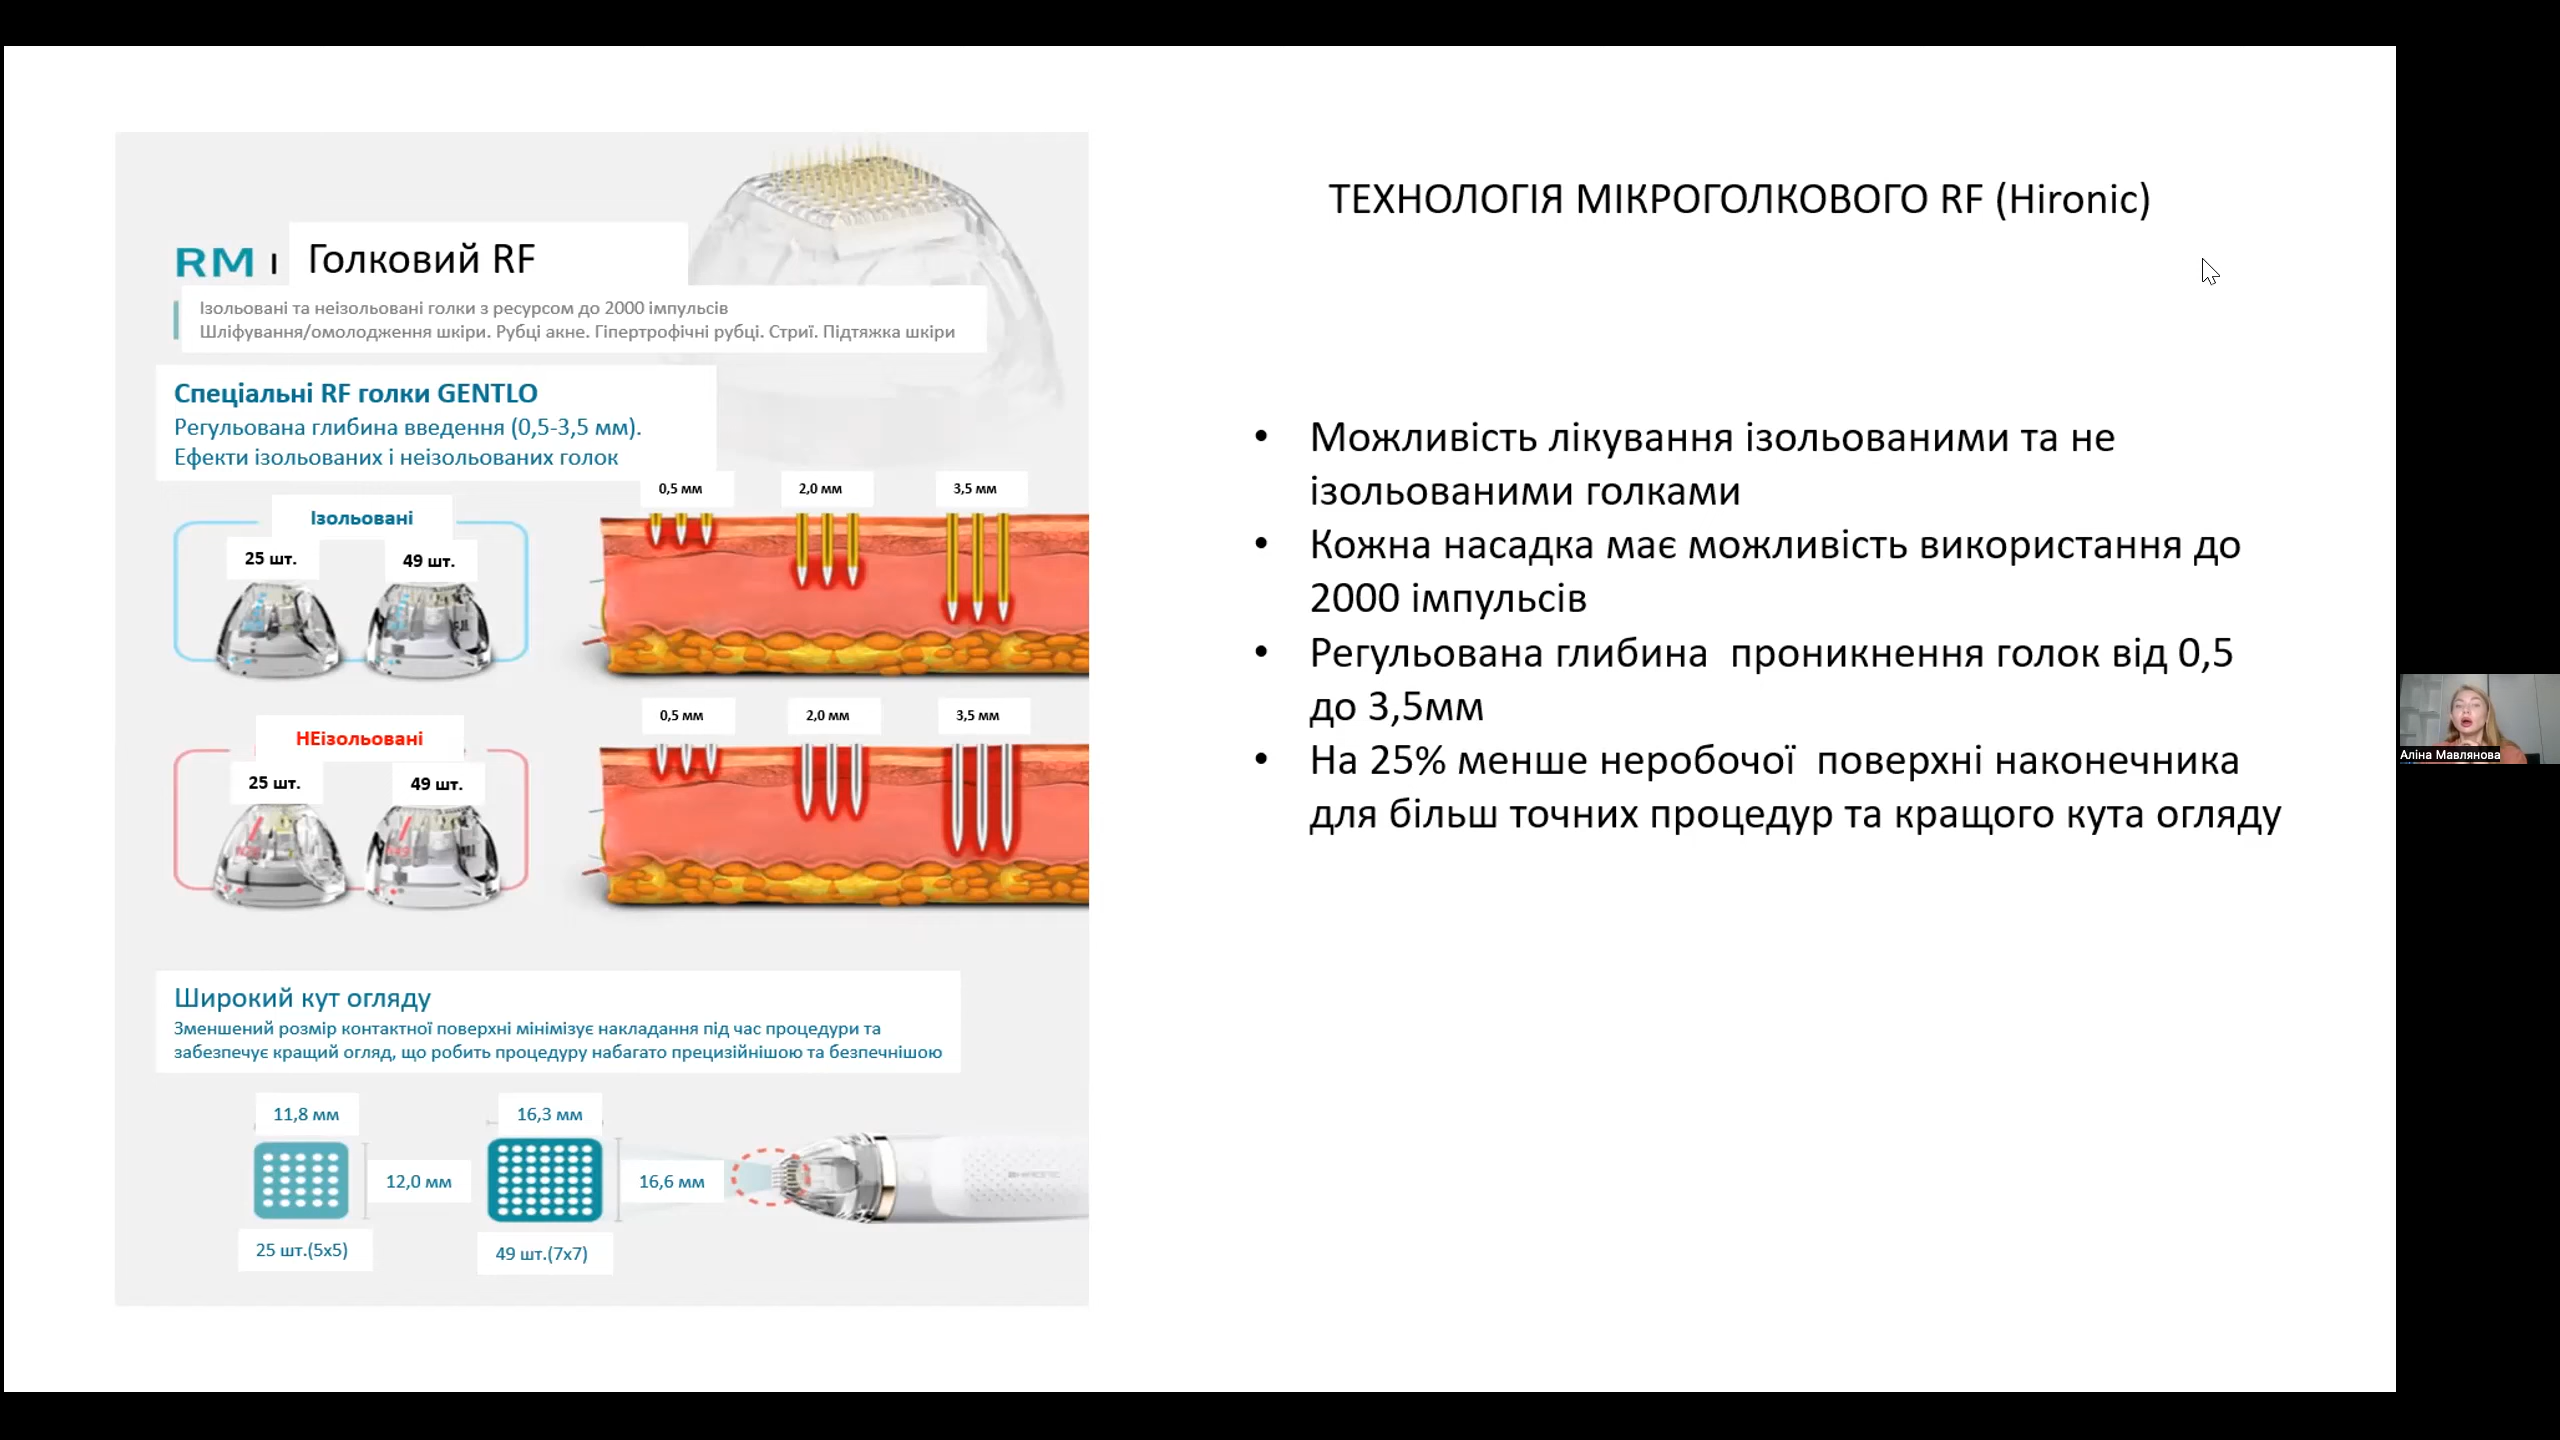 RM | Голковий RF
Ізольовані та неізольовані голки з ресурсом до 2000 імпульсів
Шліфування/омолодження шкіри. Рубці акне. Гіпертрофічні рубці. Стриї. Підтяжка шкіри
Спеціальні RF голки GENTLO
Регульована глибина введення (0,5-3,5 мм).
Ефекти ізольованих і неізольованих голок
Ізольовані
25 шт.
49 шт.
0,5 мм
2,0 мм
3,5 мм
НЕізольовані
25 шт.
49 шт.
0,5 мм
2,0 мм
3,5 мм
Широкий кут огляду
Зменшений розмір контактної поверхні мінімізує накладання під час процедури та
забезпечує кращий огляд, що робить процедуру набагато прецизійнішою та безпечнішою
11,8 мм
12,0 мм
25 шт.(5х5)
16,3 мм
16,6 мм
49 шт.(7х7)
ТЕХНОЛОГІЯ МІКРОГОЛКОВОГО RF (Hironic)
• Можливість лікування ізольованими та не
ізольованими голками
• Кожна насадка має можливість використання до
2000 імпульсів
• Регульована глибина  проникнення голок від 0,5
до 3,5мм
• На 25% менше неробочої  поверхні наконечника
для більш точних процедур та кращого кута огляду
Аліна Мавлянова